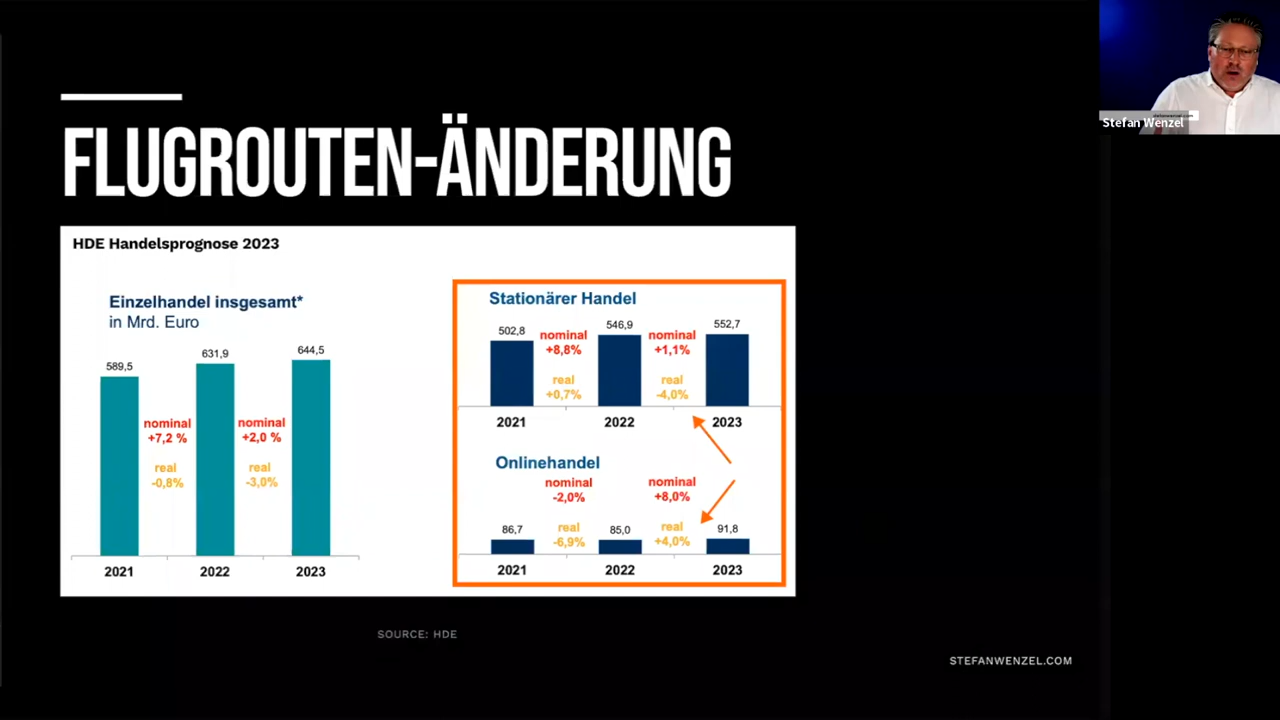 FLUGROUTEN-ÄNDERUNG
HDE Handelsprognose 2023
Einzelhandel insgesamt*
in Mrd. Euro
589,5
631,9
644,5
nominal
+7,2 %
nominal
+2,0 %
real
-0,8%
real
-3,0%
2021
2022
2023
Stationärer Handel
502,8
nominal
+8,8%
546,9
nominal
+1,1%
552,7
real
+0,7%
real
-4,0%
2021
2022
2023
Onlinehandel
nominal
-2,0%
nominal
+8,0%
86,7
real
-6,9%
85,0
real
+4,0%
91,8
2021
2022
2023
SOURCE: HDE
STEFANWENZEL.COM
Stefan Wenzel